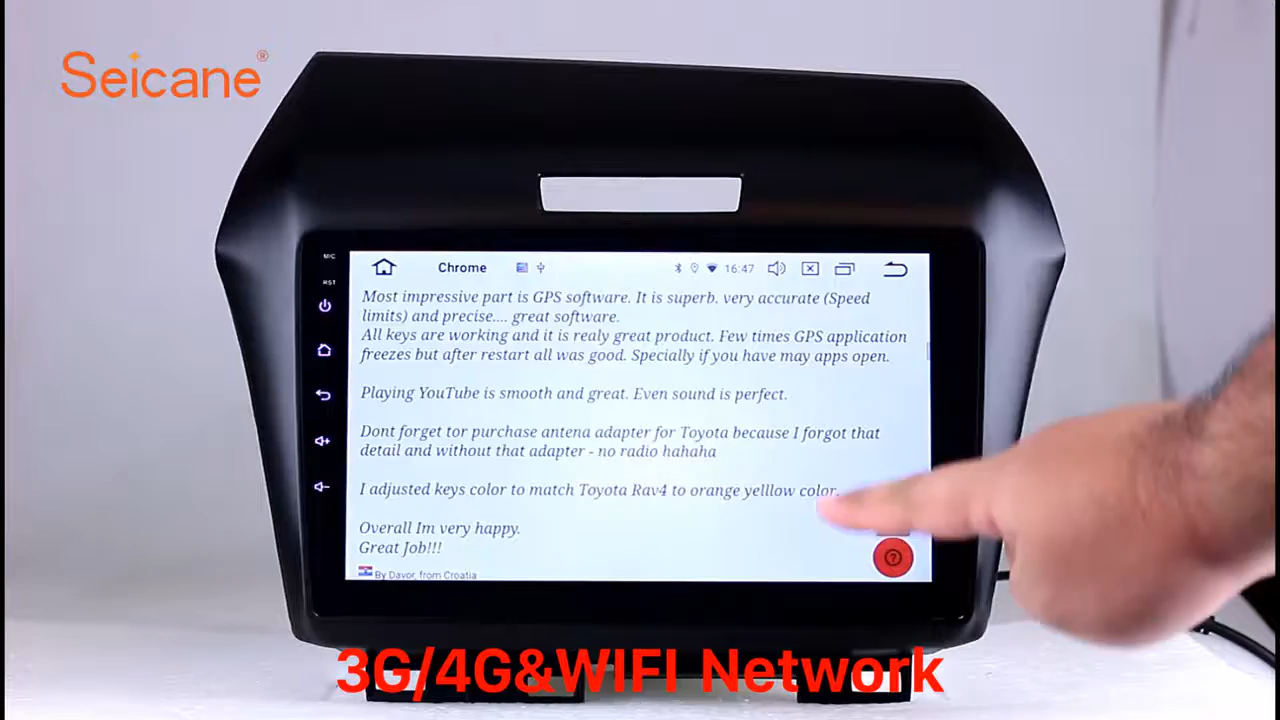 Seicane®
MIC
RST
Chrome
16:47
Most impressive part is GPS software. It is superb. very accurate (Speed
limits) and precise.... great software.
All keys are working and it is realy great product. Few times GPS application
freezes but after restart all was good. Specially if you have may apps open.
Playing YouTube is smooth and great. Even sound is perfect.
Dont forget tor purchase antena adapter for Toyota because I forgot that
detail and without that adapter - no radio hahaha
I adjusted keys color to match Toyota Rav4 to orange yelllow color.
Overall Im very happy.
Great Job!!!
By Davor, from Croatia
3G/4G&WIFI Network